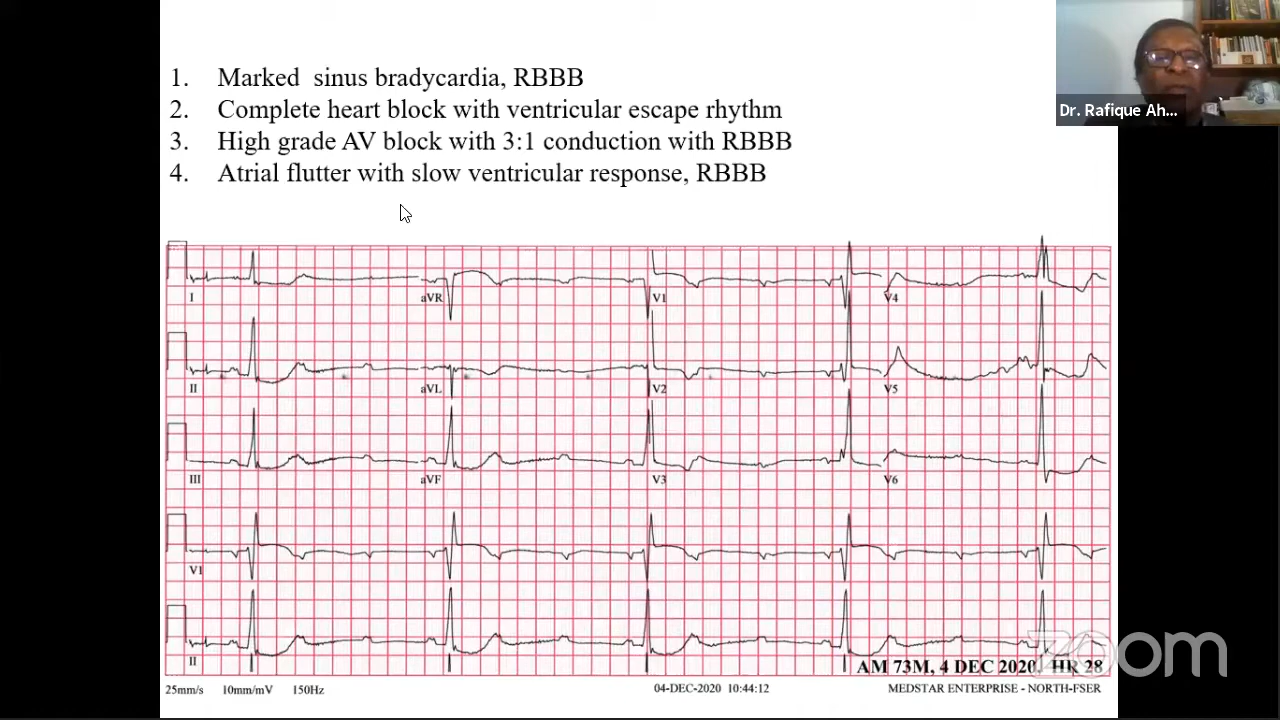 1. Marked sinus bradycardia, RBBB
2. Complete heart block with ventricular escape rhythm
3. High grade AV block with 3:1 conduction with RBBB
4. Atrial flutter with slow ventricular response, RBBB
Dr. Rafique Ah...
I aVR V1 V4
II aVL V2 V5
III aVF V3 V6
V1
II
AM 73M, 4 DEC 2020, HR 28
zoom
25mm/s 10mm/mV 150Hz 04-DEC-2020 10:44:12 MEDSTAR ENTERPRISE - NORTH-FSER